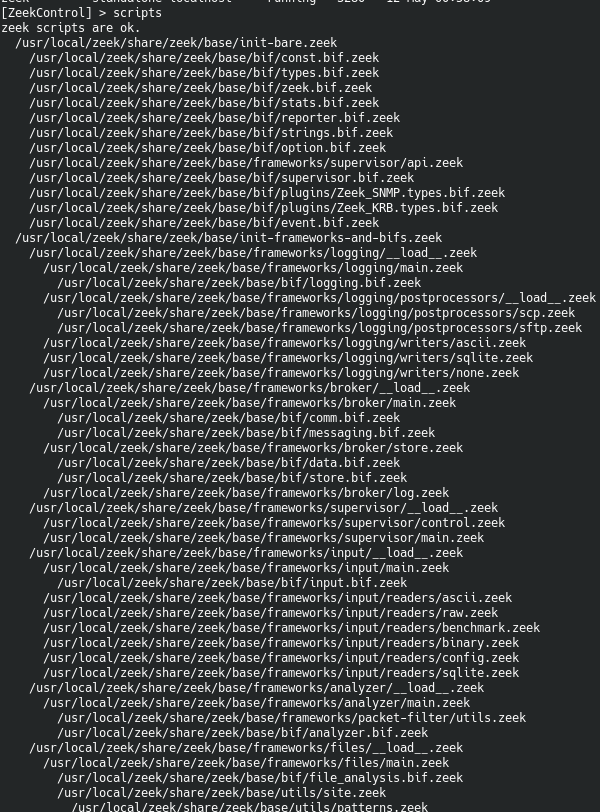 [ZeekControl] > scripts
zeek scripts are ok.
/usr/local/zeek/share/zeek/base/init-bare.zeek
/usr/local/zeek/share/zeek/base/bif/const.bif.zeek
/usr/local/zeek/share/zeek/base/bif/types.bif.zeek
/usr/local/zeek/share/zeek/base/bif/zeek.bif.zeek
/usr/local/zeek/share/zeek/base/bif/stats.bif.zeek
/usr/local/zeek/share/zeek/base/bif/reporter.bif.zeek
/usr/local/zeek/share/zeek/base/bif/strings.bif.zeek
/usr/local/zeek/share/zeek/base/bif/option.bif.zeek
/usr/local/zeek/share/zeek/base/frameworks/supervisor/api.zeek
/usr/local/zeek/share/zeek/base/bif/supervisor.bif.zeek
/usr/local/zeek/share/zeek/base/bif/plugins/Zeek_SNMP.types.bif.zeek
/usr/local/zeek/share/zeek/base/bif/plugins/Zeek_KRB.types.bif.zeek
/usr/local/zeek/share/zeek/base/bif/event.bif.zeek
/usr/local/zeek/share/zeek/base/init-frameworks-and-bifs.zeek
/usr/local/zeek/share/zeek/base/frameworks/logging/__load__.zeek
/usr/local/zeek/share/zeek/base/frameworks/logging/main.zeek
/usr/local/zeek/share/zeek/base/bif/logging.bif.zeek
/usr/local/zeek/share/zeek/base/frameworks/logging/postprocessors/__load__.zeek
/usr/local/zeek/share/zeek/base/frameworks/logging/postprocessors/scp.zeek
/usr/local/zeek/share/zeek/base/frameworks/logging/postprocessors/sftp.zeek
/usr/local/zeek/share/zeek/base/frameworks/logging/writers/ascii.zeek
/usr/local/zeek/share/zeek/base/frameworks/logging/writers/sqlite.zeek
/usr/local/zeek/share/zeek/base/frameworks/logging/writers/none.zeek
/usr/local/zeek/share/zeek/base/frameworks/broker/__load__.zeek
/usr/local/zeek/share/zeek/base/frameworks/broker/main.zeek
/usr/local/zeek/share/zeek/base/bif/comm.bif.zeek
/usr/local/zeek/share/zeek/base/bif/messaging.bif.zeek
/usr/local/zeek/share/zeek/base/frameworks/broker/store.zeek
/usr/local/zeek/share/zeek/base/bif/data.bif.zeek
/usr/local/zeek/share/zeek/base/bif/store.bif.zeek
/usr/local/zeek/share/zeek/base/frameworks/broker/log.zeek
/usr/local/zeek/share/zeek/base/frameworks/supervisor/__load__.zeek
/usr/local/zeek/share/zeek/base/frameworks/supervisor/control.zeek
/usr/local/zeek/share/zeek/base/frameworks/supervisor/main.zeek
/usr/local/zeek/share/zeek/base/frameworks/input/__load__.zeek
/usr/local/zeek/share/zeek/base/frameworks/input/main.zeek
/usr/local/zeek/share/zeek/base/bif/input.bif.zeek
/usr/local/zeek/share/zeek/base/frameworks/input/readers/ascii.zeek
/usr/local/zeek/share/zeek/base/frameworks/input/readers/raw.zeek
/usr/local/zeek/share/zeek/base/frameworks/input/readers/benchmark.zeek
/usr/local/zeek/share/zeek/base/frameworks/input/readers/binary.zeek
/usr/local/zeek/share/zeek/base/frameworks/input/readers/config.zeek
/usr/local/zeek/share/zeek/base/frameworks/input/readers/sqlite.zeek
/usr/local/zeek/share/zeek/base/frameworks/analyzer/__load__.zeek
/usr/local/zeek/share/zeek/base/frameworks/analyzer/main.zeek
/usr/local/zeek/share/zeek/base/frameworks/packet-filter/utils.zeek
/usr/local/zeek/share/zeek/base/bif/analyzer.bif.zeek
/usr/local/zeek/share/zeek/base/frameworks/files/__load__.zeek
/usr/local/zeek/share/zeek/base/frameworks/files/main.zeek
/usr/local/zeek/share/zeek/base/bif/file_analysis.bif.zeek
/usr/local/zeek/share/zeek/base/utils/site.zeek
/usr/local/zeek/share/zeek/base/utils/patterns.zeek